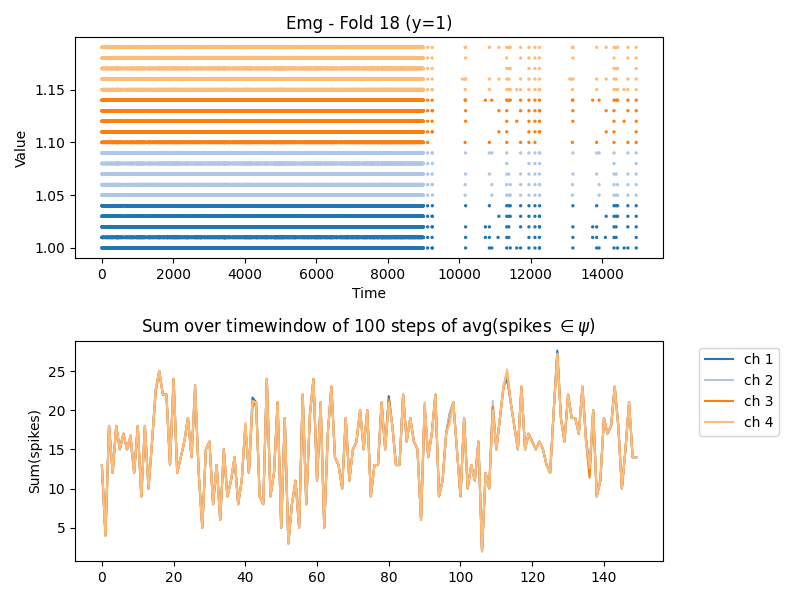 Emg - Fold 18 (y=1)
Value
1.15
1.10
1.05
1.00
0 2000 4000 6000 8000 10000 12000 14000
Time
Sum over timewindow of 100 steps of avg(spikes ∈ ψ)
Sum(spikes)
25
20
15
10
5
0 20 40 60 80 100 120 140
ch 1
ch 2
ch 3
ch 4